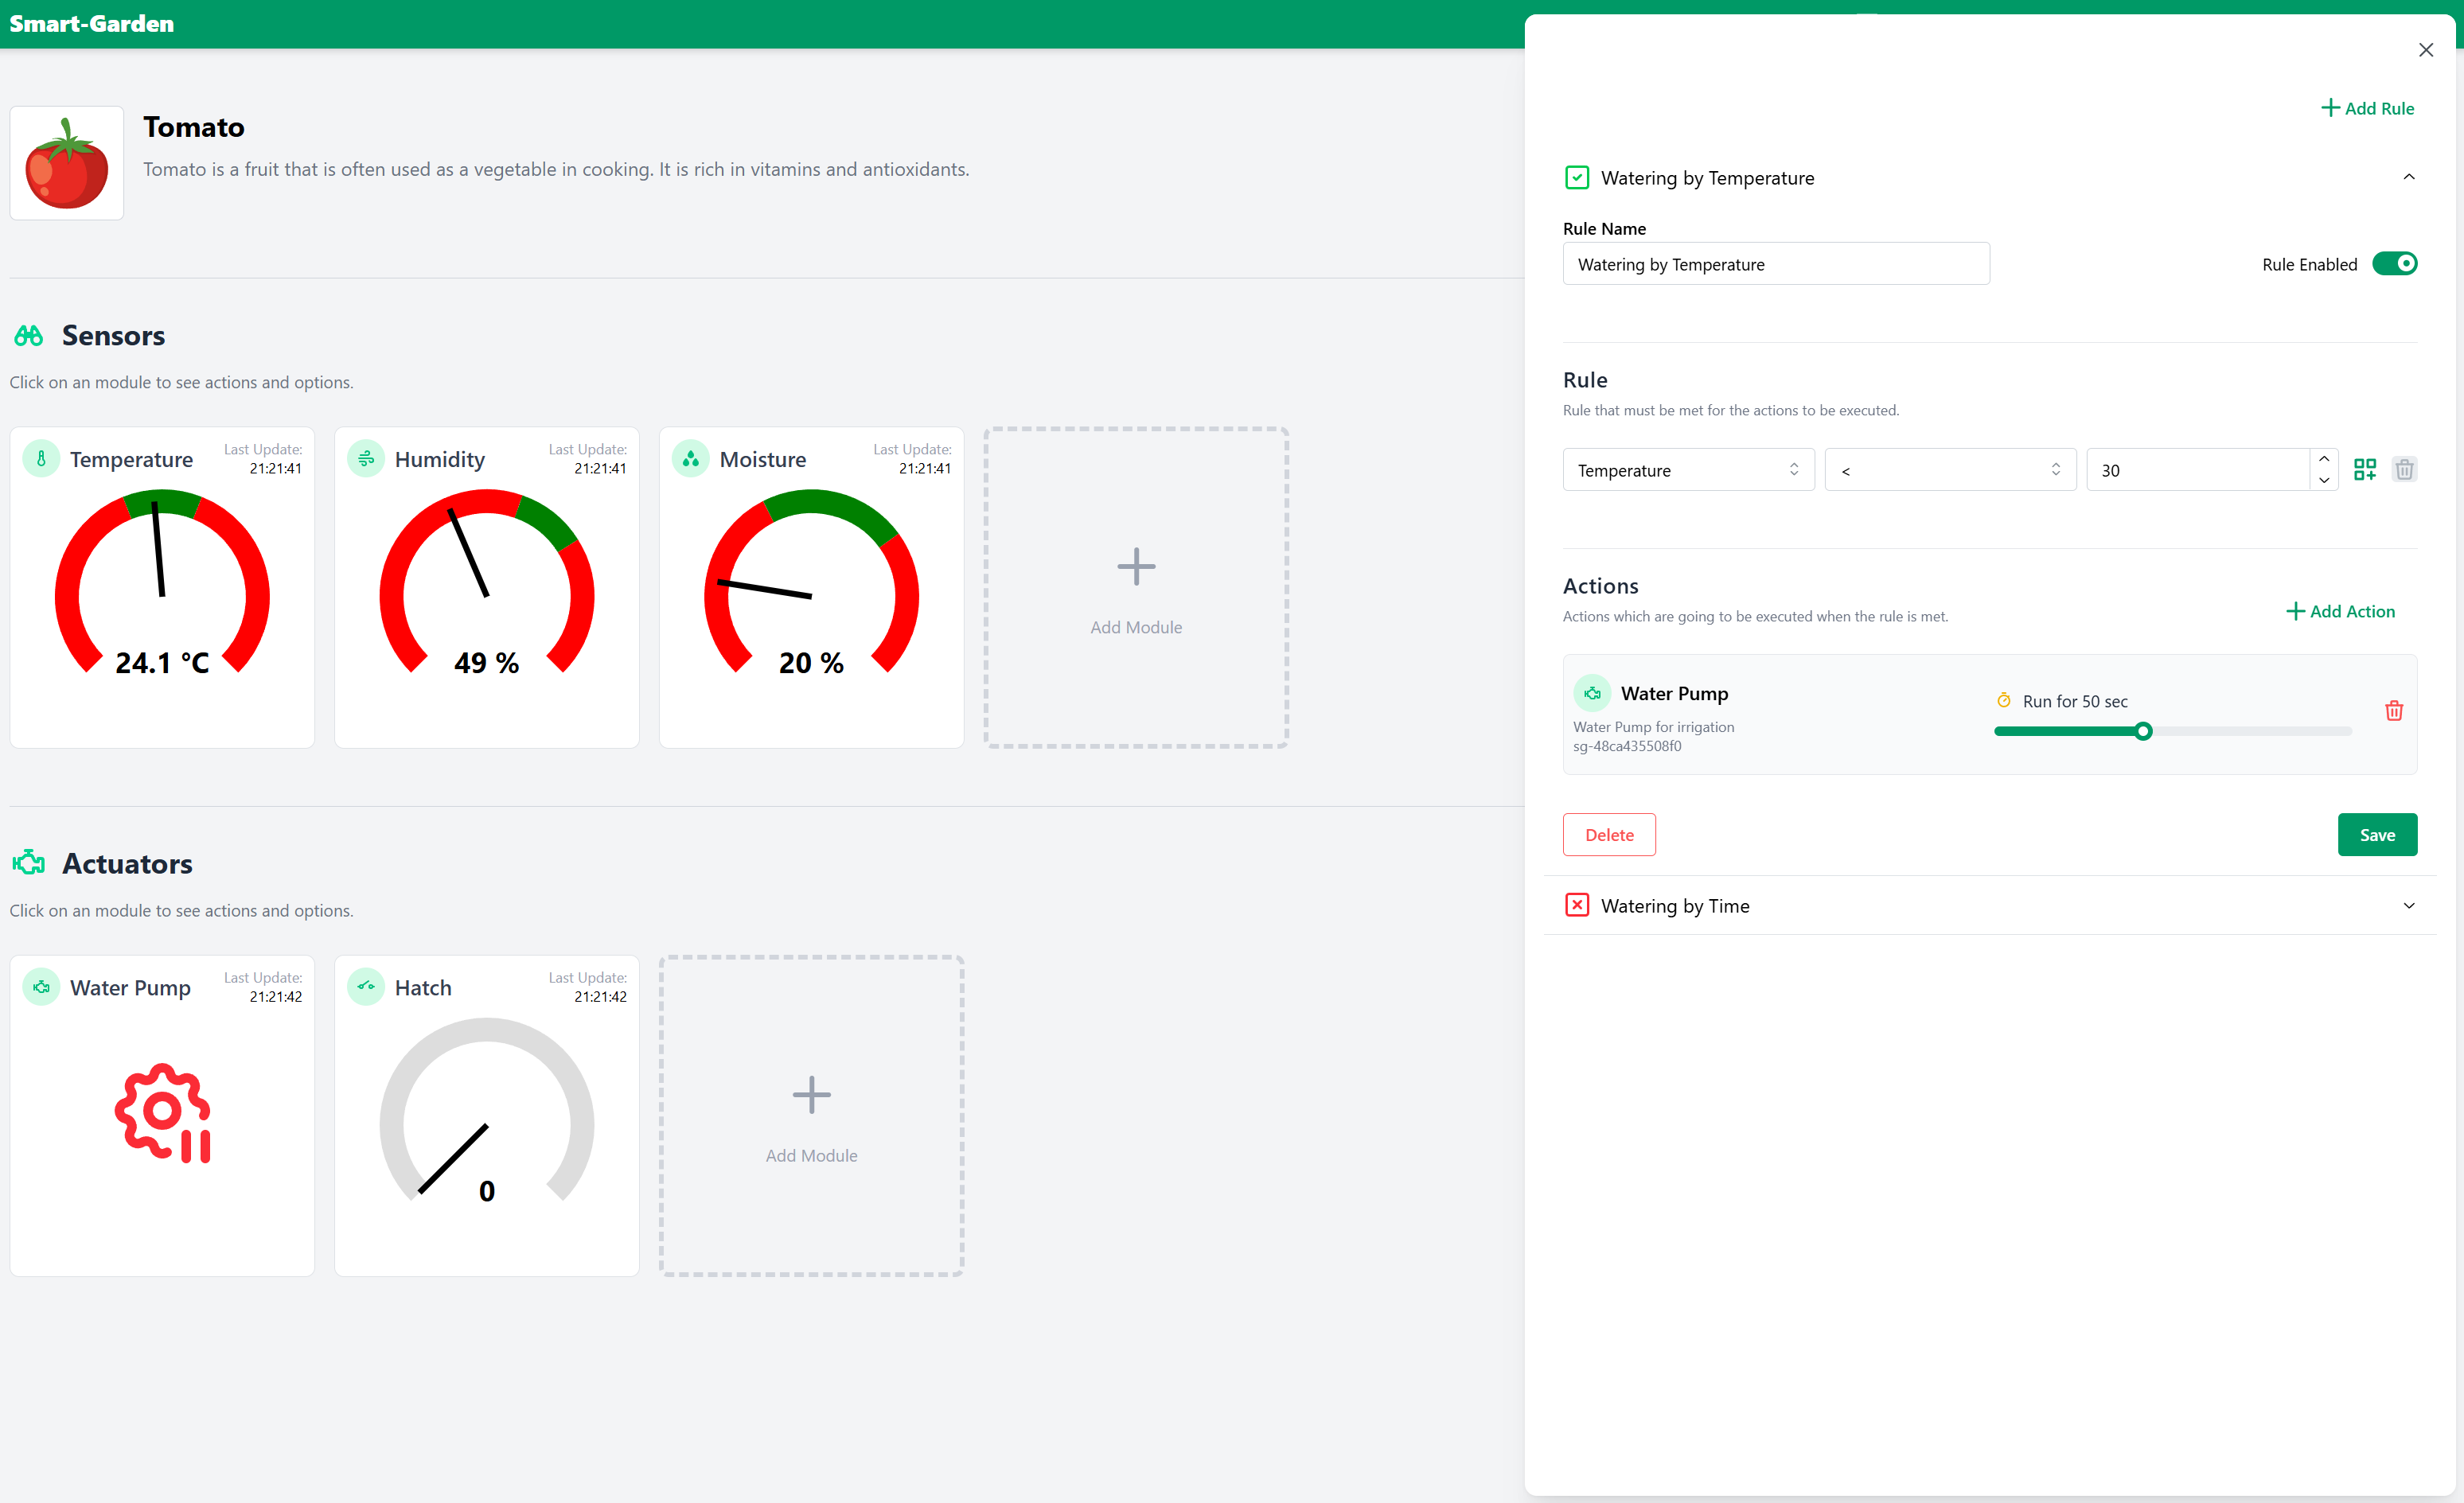 Smart-Garden
Tomato
Tomato is a fruit that is often used as a vegetable in cooking. It is rich in vitamins and antioxidants.
Sensors
Click on an module to see actions and options.
Temperature
Last Update:
21:21:41
24.1 °C
Humidity
Last Update:
21:21:41
49 %
Moisture
Last Update:
21:21:41
20 %
Add Module
Actuators
Click on an module to see actions and options.
Water Pump
Last Update:
21:21:42
Hatch
Last Update:
21:21:42
0
Add Module
Add Rule
Watering by Temperature
Rule Name
Watering by Temperature
Rule Enabled
Rule
Rule that must be met for the actions to be executed.
Temperature
<
30
Actions
Actions which are going to be executed when the rule is met.
Add Action
Water Pump
Water Pump for irrigation
sg-48ca435508f0
Run for 50 sec
Delete
Save
Watering by Time